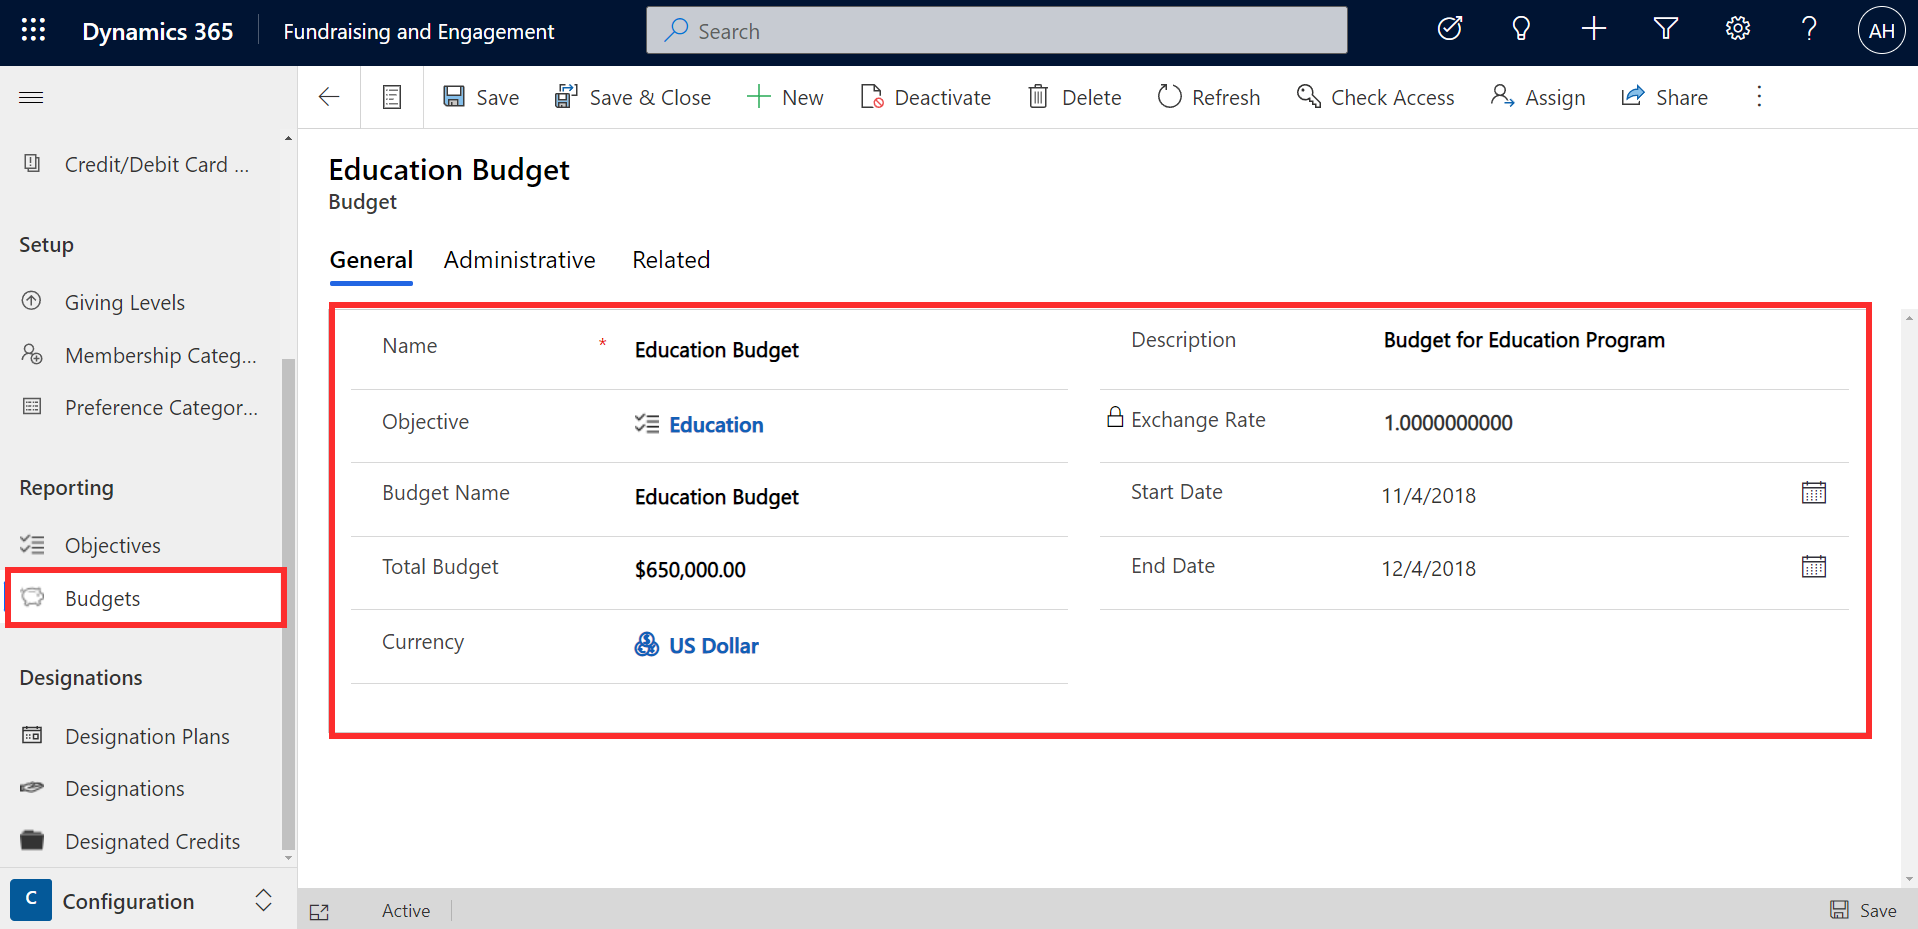 Dynamics 365
Fundraising and Engagement
Search
AH
Save
Save & Close
New
Deactivate
Delete
Refresh
Check Access
Assign
Share
Credit/Debit Card ...
Setup
Giving Levels
Membership Categ...
Preference Categor...
Reporting
Objectives
Budgets
Designations
Designation Plans
Designations
Designated Credits
C
Configuration
Education Budget
Budget
General
Administrative
Related
Name * Education Budget
Objective Education
Budget Name Education Budget
Total Budget $650,000.00
Currency US Dollar
Description Budget for Education Program
Exchange Rate 1.0000000000
Start Date 11/4/2018
End Date 12/4/2018
Active
Save